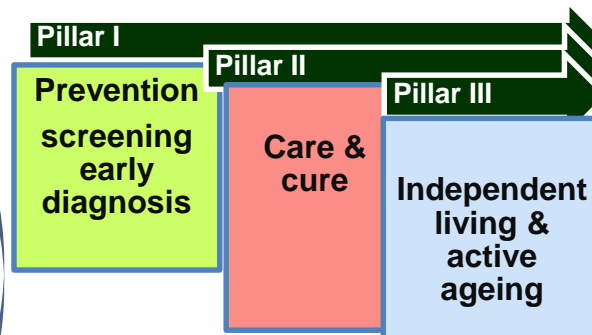 Pillar I
Prevention
screening
early
diagnosis
Pillar II
Care &
cure
Pillar III
Independent
living &
active
ageing